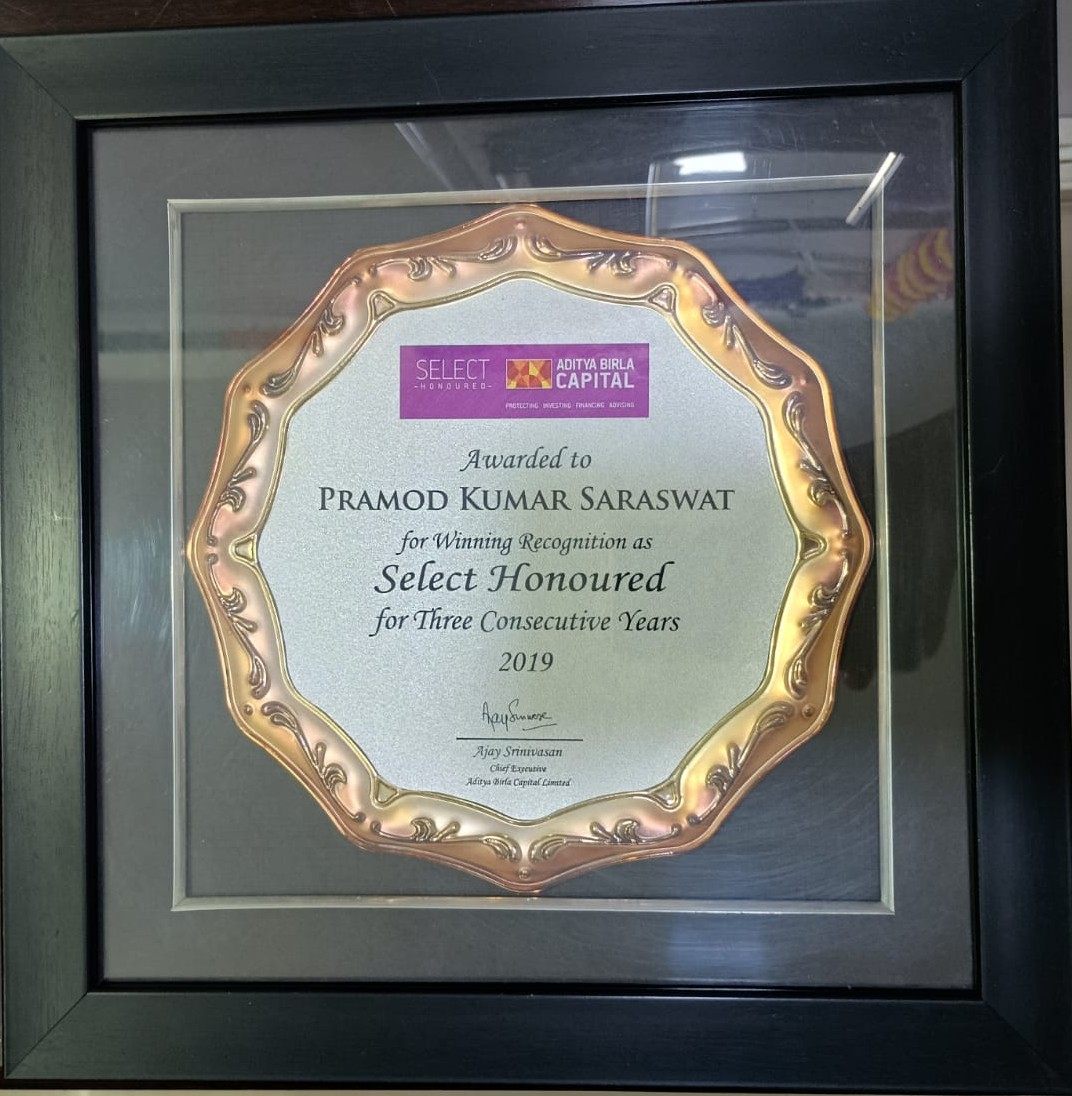 SELECT
-HONOURED-
ADITYA BIRLA
CAPITAL
PROTECTING INVESTING FINANCING ADVISING
Awarded to
PRAMOD KUMAR SARASWAT
for Winning Recognition as
Select Honoured
for Three Consecutive Years
2019
Ajay Srinivasan
Chief Executive
Aditya Birla Capital Limited